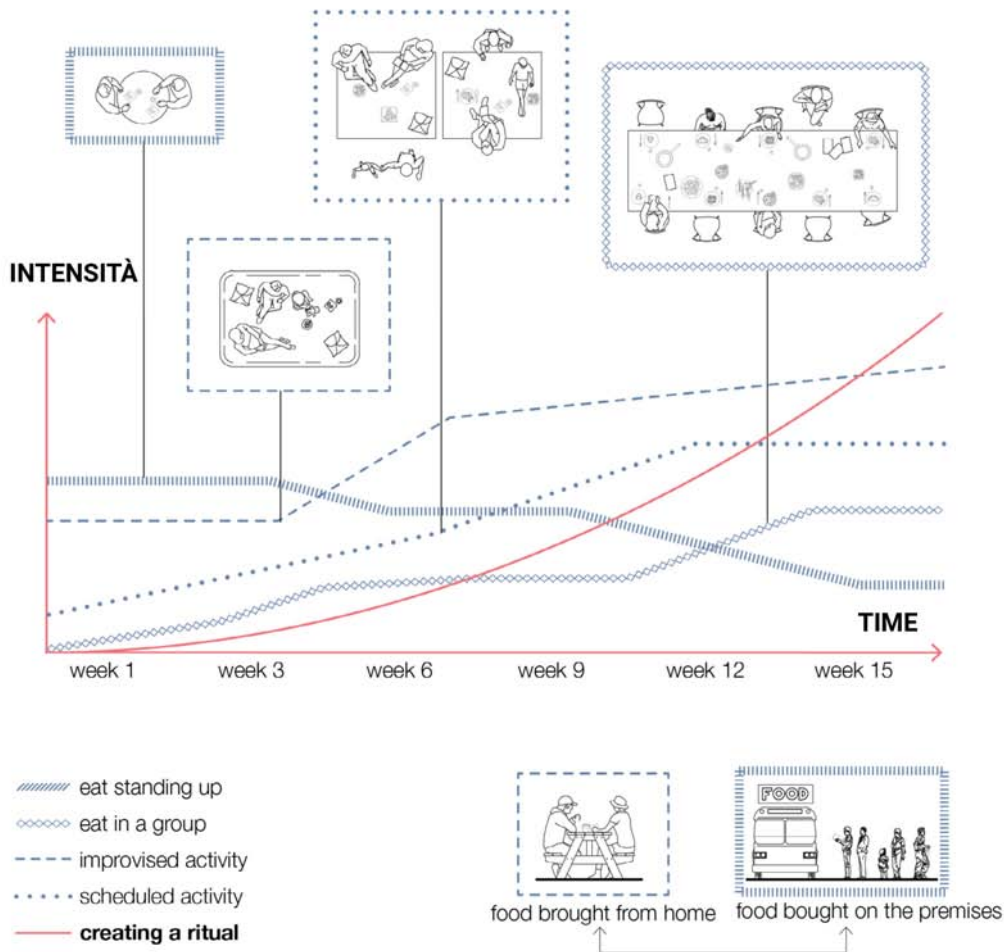 INTENSITÀ
TIME
week 1
week 3
week 6
week 9
week 12
week 15
eat standing up
eat in a group
improvised activity
scheduled activity
creating a ritual
FOOD
food brought from home
food bought on the premises